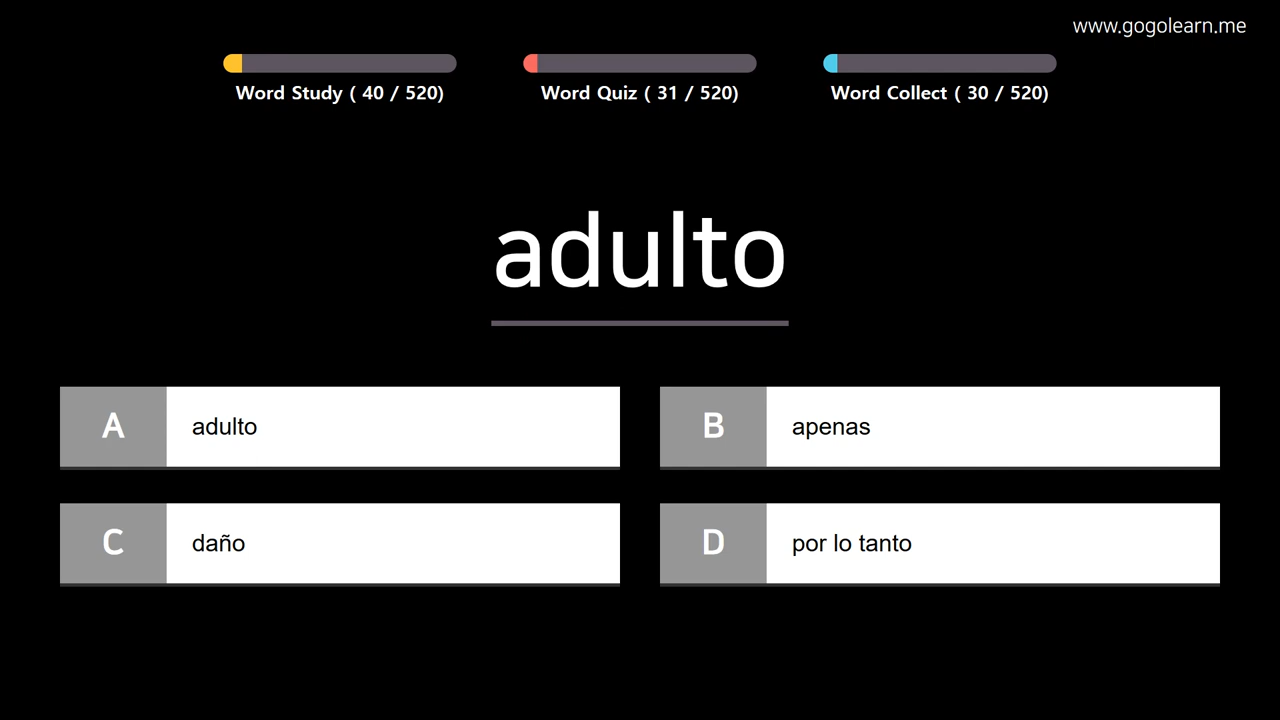 www.gogolearn.me
Word Study ( 40 / 520)
Word Quiz ( 31 / 520)
Word Collect ( 30 / 520)
adulto
A adulto
B apenas
C daño
D por lo tanto